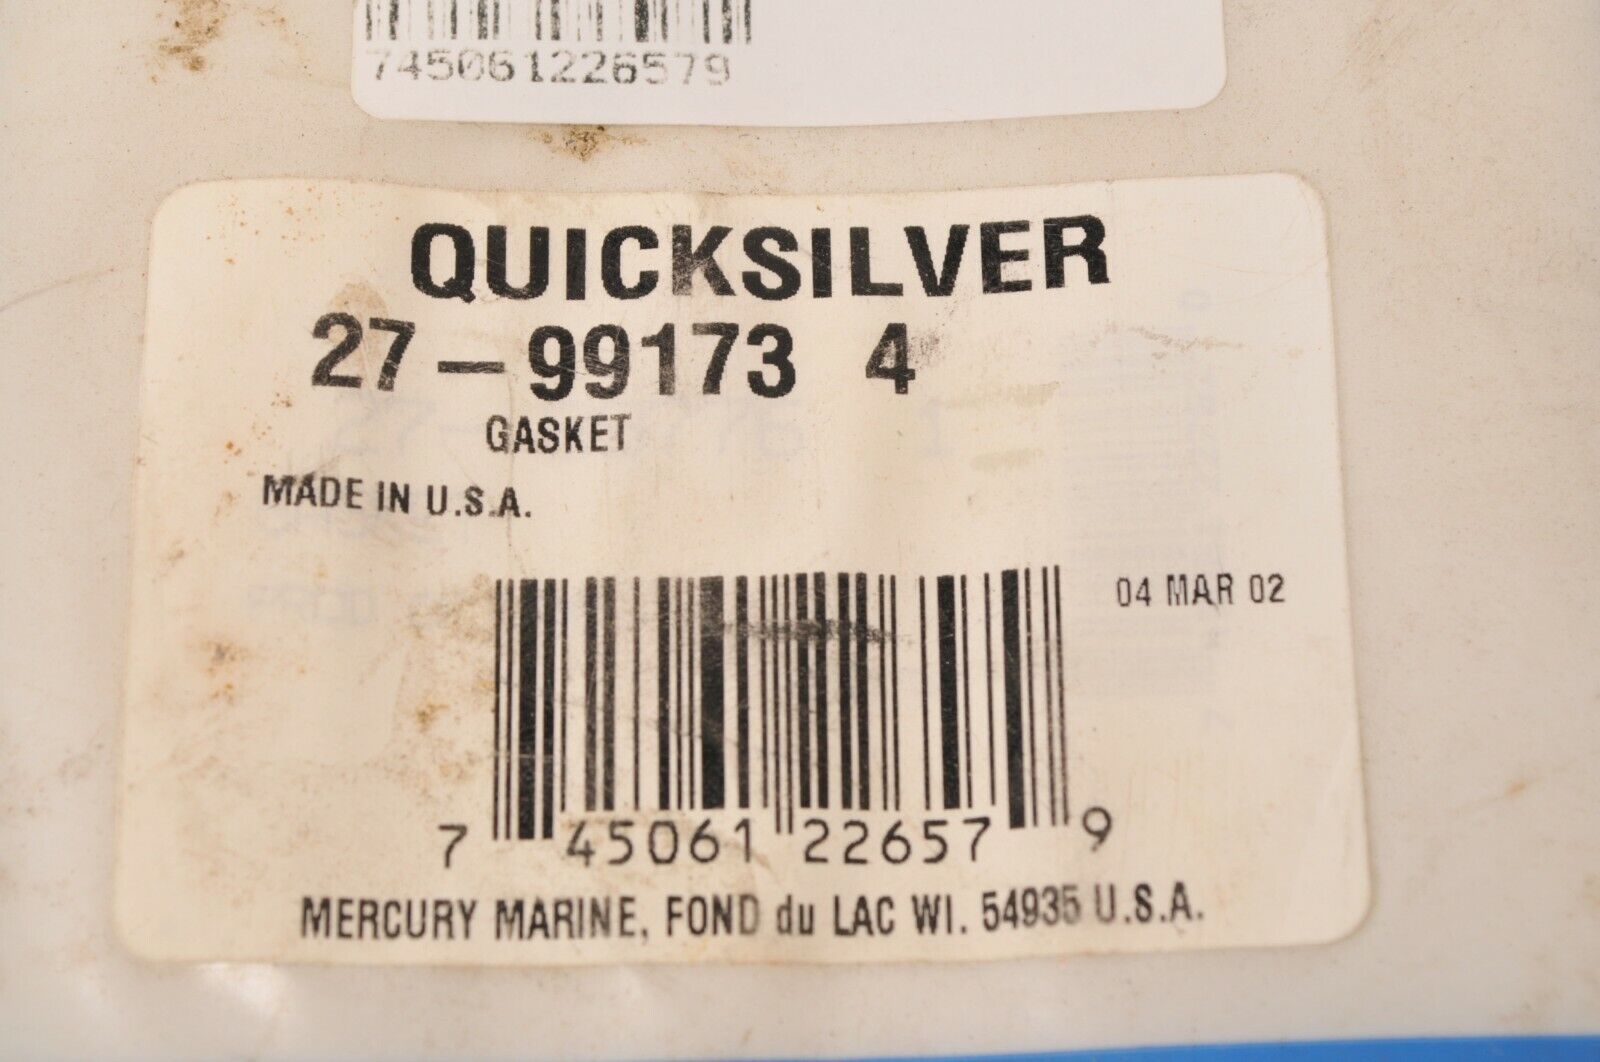 745061226579
QUICKSILVER
27-99173 4
GASKET
MADE IN U.S.A.
04 MAR 02
7 45061 22657 9
MERCURY MARINE, FOND du LAC WI. 54935 U.S.A.